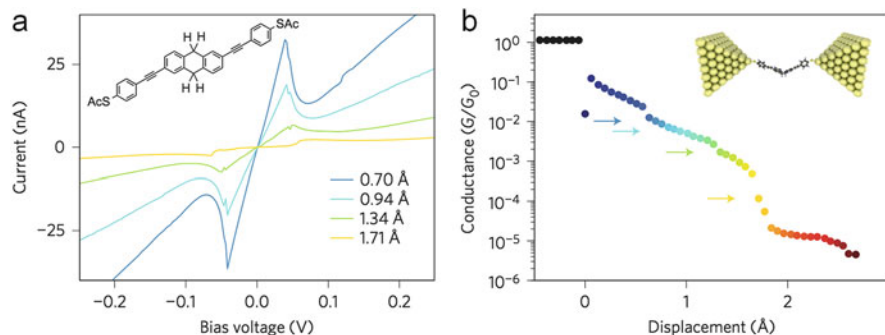 a
H H
SAc
AcS
H H
Current (nA)
25
0
−25
0.70 Å
0.94 Å
1.34 Å
1.71 Å
−0.2 −0.1 0.0 0.1 0.2
Bias voltage (V)
b
Conductance (G/G0)
10^0
10^−1
10^−2
10^−3
10^−4
10^−5
10^−6
0 1 2
Displacement (Å)